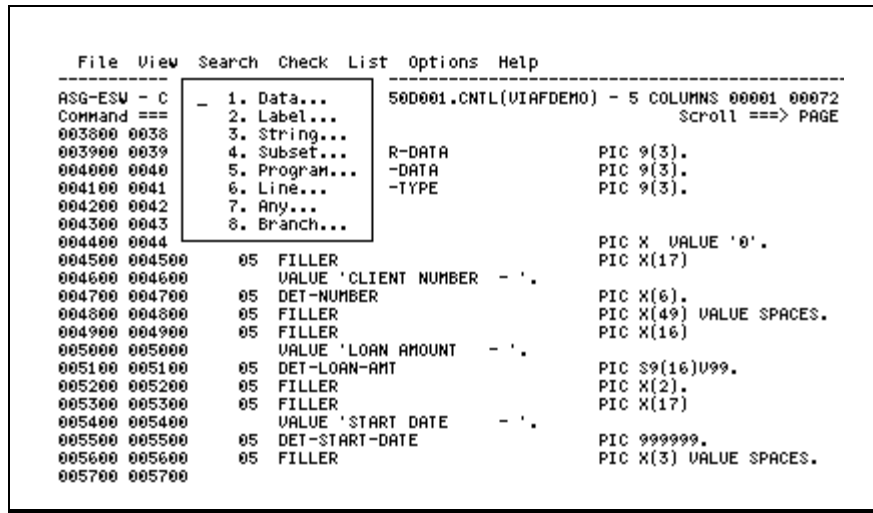 File View Search Check List Options Help
ASG-ESW - C 50D001.CNTL(VIAFDEMO) - 5 COLUMNS 00001 00072
Command === Scroll ===> PAGE
_ 1. Data...
2. Label...
3. String...
4. Subset...
5. Program...
6. Line...
7. Any...
8. Branch...
003800 0038
003900 0039 R-DATA PIC 9(3).
004000 0040 -DATA PIC 9(3).
004100 0041 -TYPE PIC 9(3).
004200 0042
004300 0043
004400 0044 PIC X VALUE '0'.
004500 004500 05 FILLER PIC X(17)
004600 004600 VALUE 'CLIENT NUMBER - '.
004700 004700 05 DET-NUMBER PIC X(6).
004800 004800 05 FILLER PIC X(49) VALUE SPACES.
004900 004900 05 FILLER PIC X(16)
005000 005000 VALUE 'LOAN AMOUNT - '.
005100 005100 05 DET-LOAN-AMT PIC S9(16)V99.
005200 005200 05 FILLER PIC X(2).
005300 005300 05 FILLER PIC X(17)
005400 005400 VALUE 'START DATE - '.
005500 005500 05 DET-START-DATE PIC 999999.
005600 005600 05 FILLER PIC X(3) VALUE SPACES.
005700 005700